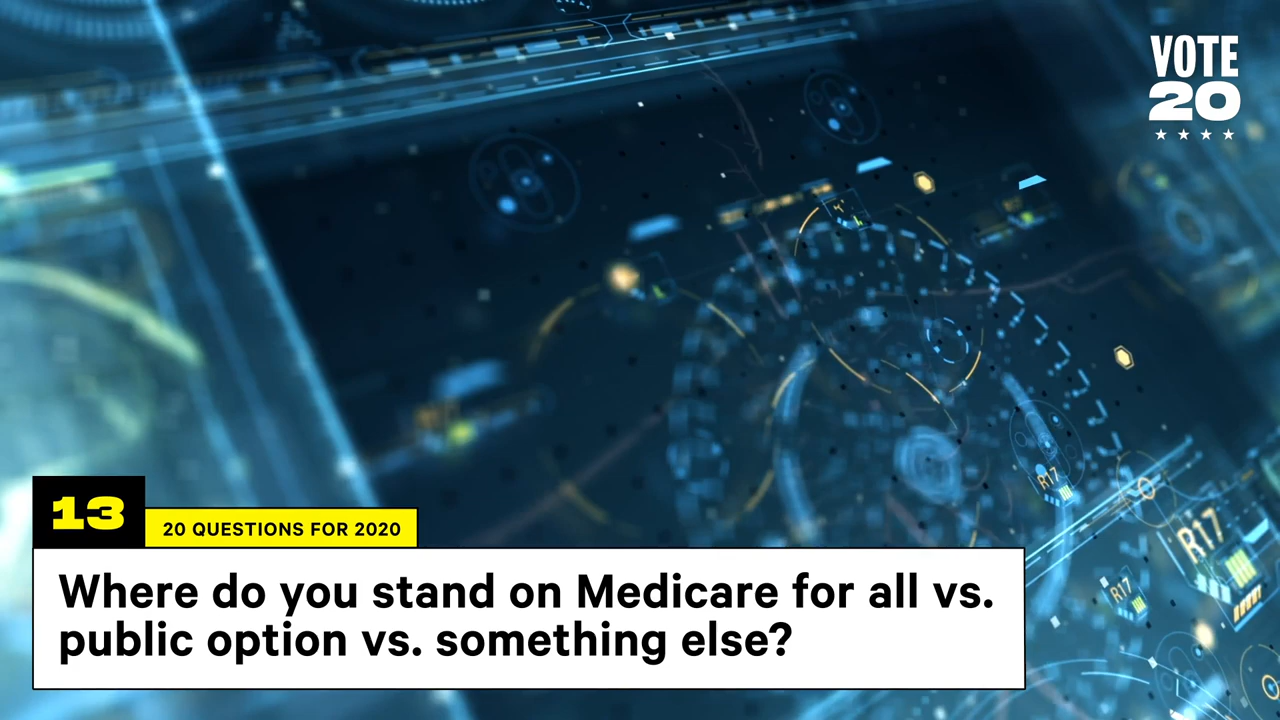 VOTE
20
13
20 QUESTIONS FOR 2020
Where do you stand on Medicare for all vs.
public option vs. something else?
R17
R17
R17